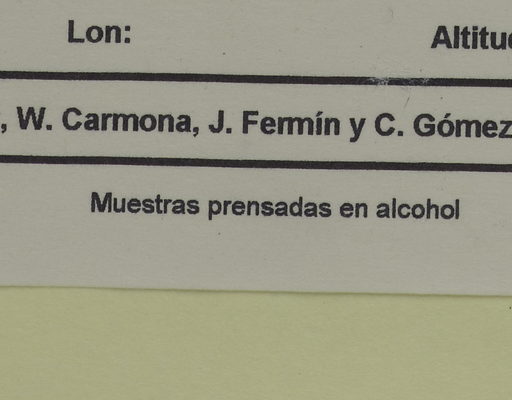 Lon: Altitu
, W. Carmona, J. Fermín y C. Gómez
Muestras prensadas en alcohol